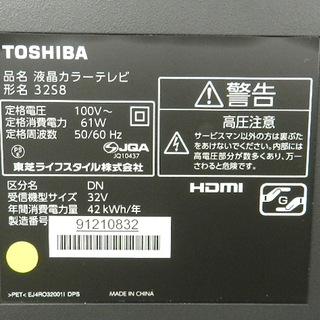 TOSHIBA
品名 液晶カラーテレビ
形名 32S8
定格電圧 100V~
定格消費電力 61W
定格周波数 50/60 Hz
JQA
JQ10437
東芝ライフスタイル株式会社
区分名 DN
受信機型サイズ 32V
年間消費電力量 42 kWh/年
製造番号
91210832
>PET< EJ4RO32001I DPS
警告
高圧注意
サービスマン以外の方は裏ぶたを
あけないでください。内部には
高電圧部分が数多くあり、万一
さわると危険です。
HDMI
G
MADE IN CHINA